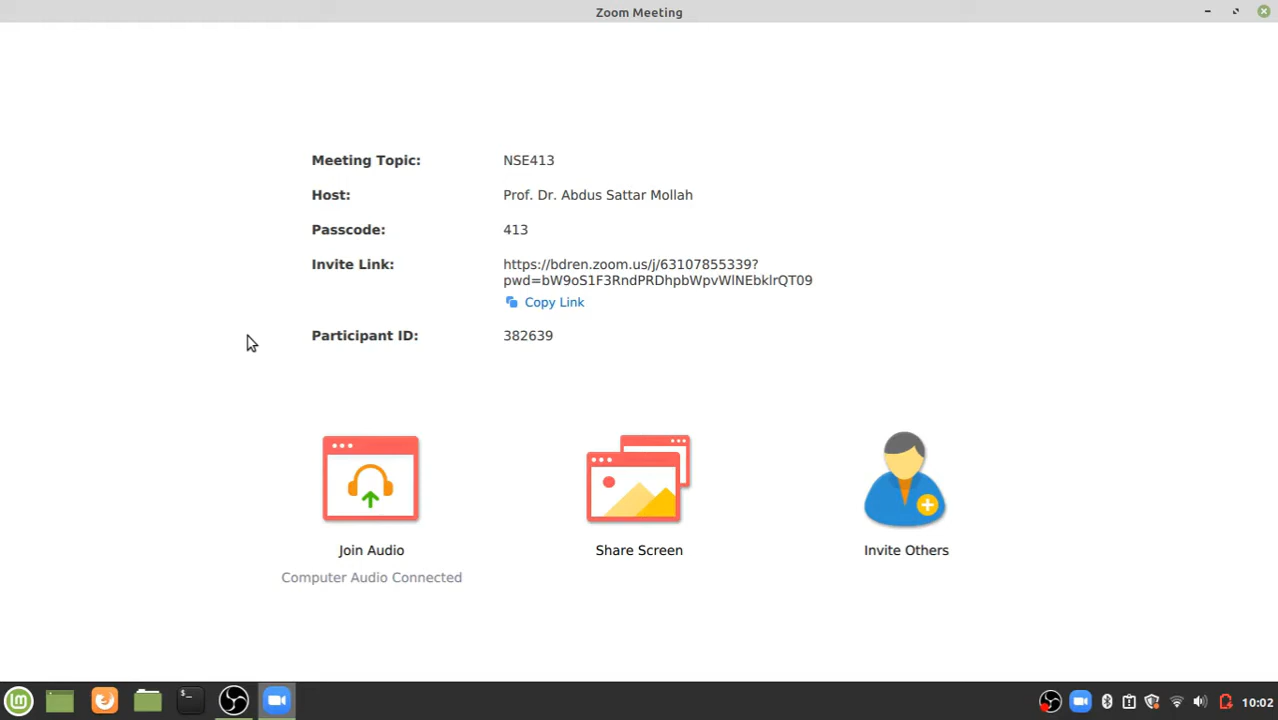 Zoom Meeting
Meeting Topic: NSE413
Host: Prof. Dr. Abdus Sattar Mollah
Passcode: 413
Invite Link: https://bdren.zoom.us/j/63107855339?
pwd=bW9oS1F3RndPRDhpbWpvWlNEbklrQT09
Copy Link
Participant ID: 382639
Join Audio Share Screen Invite Others
Computer Audio Connected
10:02